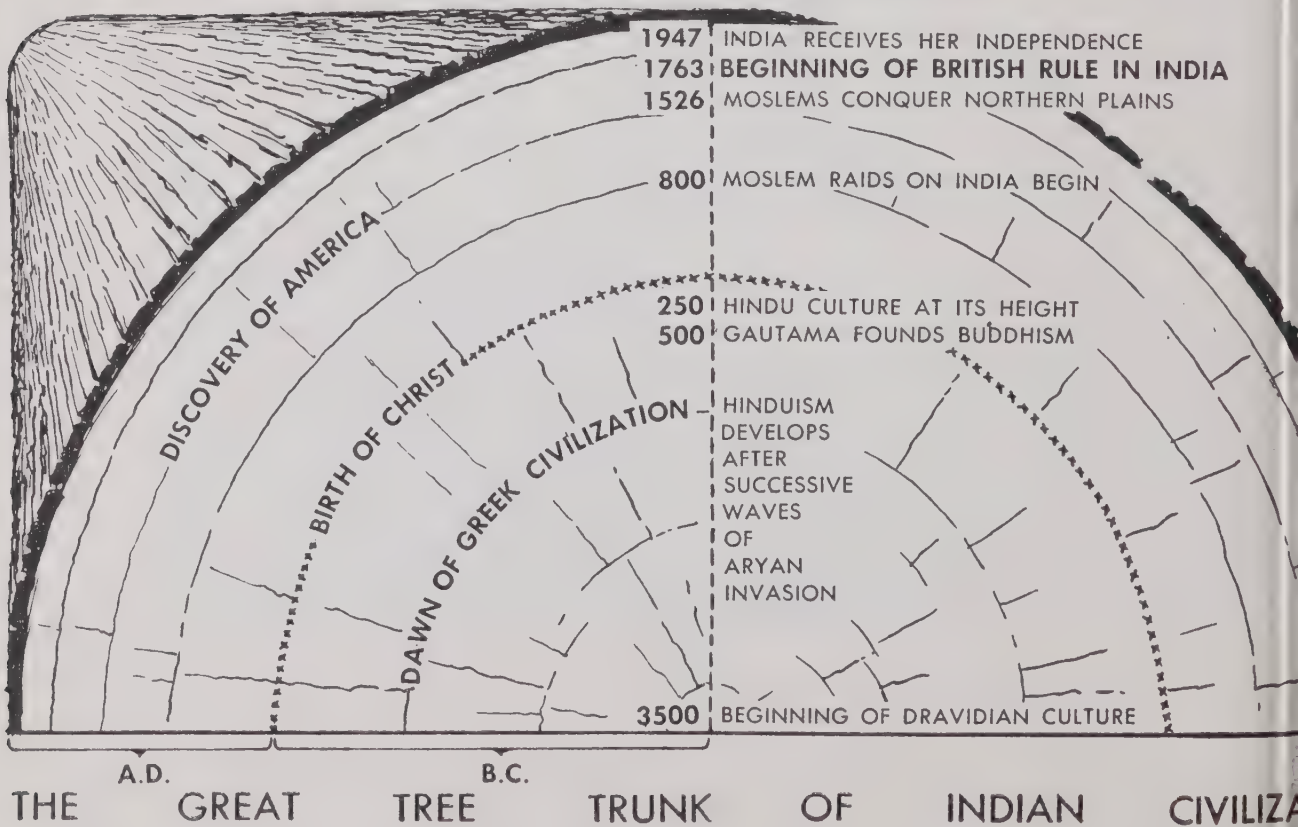 1947 INDIA RECEIVES HER INDEPENDENCE
1763 BEGINNING OF BRITISH RULE IN INDIA
1526 MOSLEMS CONQUER NORTHERN PLAINS
800 MOSLEM RAIDS ON INDIA BEGIN
DISCOVERY OF AMERICA
250 HINDU CULTURE AT ITS HEIGHT
500 GAUTAMA FOUNDS BUDDHISM
BIRTH OF CHRIST
DAWN OF GREEK CIVILIZATION
HINDUISM
DEVELOPS
AFTER
SUCCESSIVE
WAVES
OF
ARYAN
INVASION
3500 BEGINNING OF DRAVIDIAN CULTURE
A.D. B.C.
THE GREAT TREE TRUNK OF INDIAN